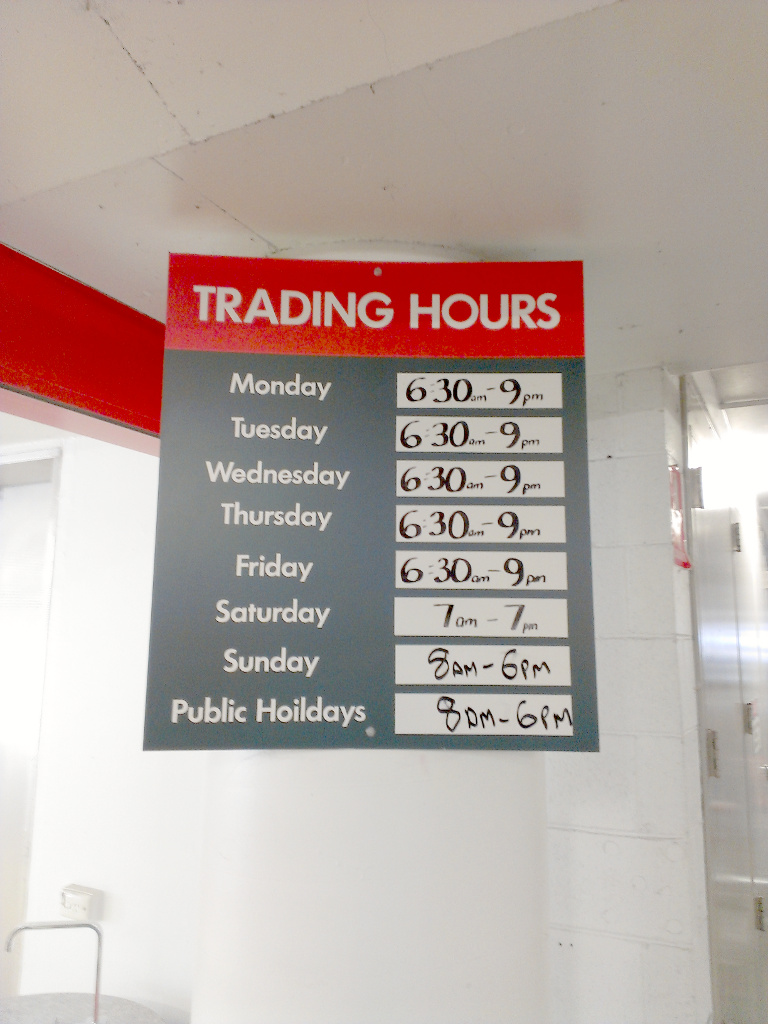 TRADING HOURS
Monday 6:30am-9pm
Tuesday 6:30am-9pm
Wednesday 6:30am-9pm
Thursday 6:30am-9pm
Friday 6:30am-9pm
Saturday 7am-7pm
Sunday 8AM-6PM
Public Hoildays 8AM-6PM